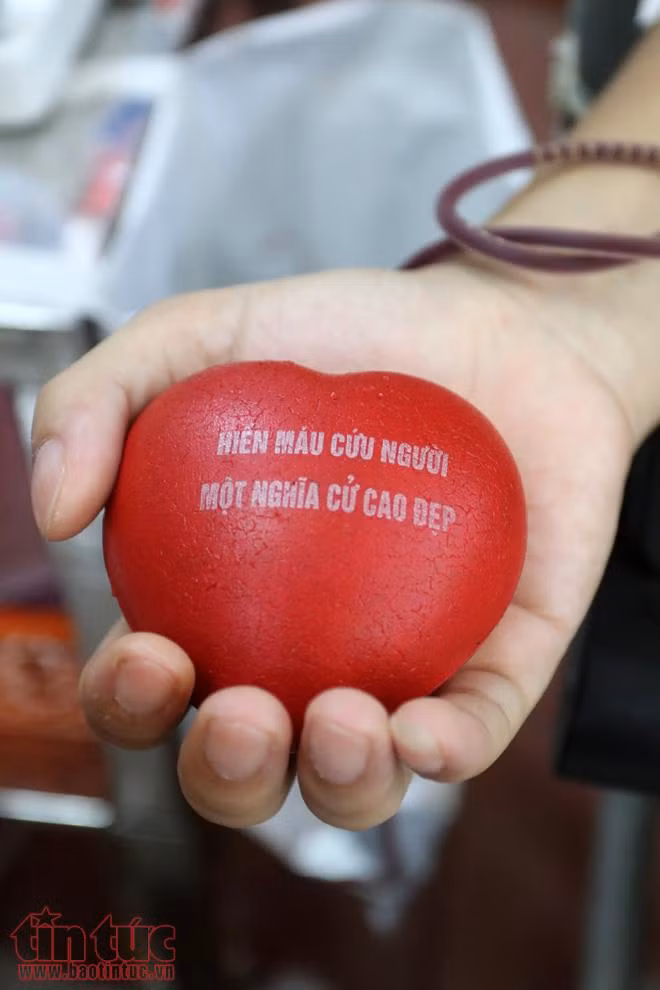 HIẾN MÁU CỨU NGƯỜI
MỘT NGHĨA CỬ CAO ĐẸP
tin tức
www.baotintuc.vn